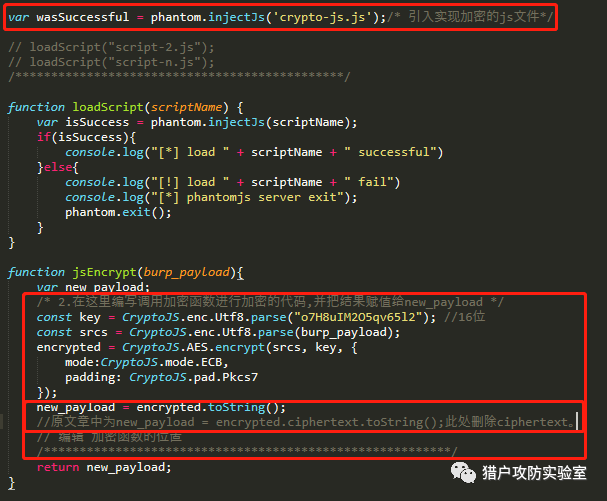 var wasSuccessful = phantom.injectJs('crypto-js.js');/* 引入实现加密的js文件*/
// loadScript("script-2.js");
// loadScript("script-n.js");
/**********************************************/
function loadScript(scriptName) {
var isSuccess = phantom.injectJs(scriptName);
if(isSuccess){
console.log("[*] load " + scriptName + " successful")
}else{
console.log("[!] load " + scriptName + " fail")
console.log("[*] phantomjs server exit");
phantom.exit();
}
}
function jsEncrypt(burp_payload){
var new_payload;
/* 2.在这里编写调用加密函数进行加密的代码,并把结果赋值给new_payload */
const key = CryptoJS.enc.Utf8.parse("o7H8uIM2O5qv65l2"); //16位
const srcs = CryptoJS.enc.Utf8.parse(burp_payload);
encrypted = CryptoJS.AES.encrypt(srcs, key, {
mode:CryptoJS.mode.ECB,
padding: CryptoJS.pad.Pkcs7
});
new_payload = encrypted.toString();
//原文章中为new_payload = encrypted.ciphertext.toString();此处删除ciphertext。
// 编辑 加密函数的位置
/*********************************************************/
return new_payload;
}
猎户攻防实验室